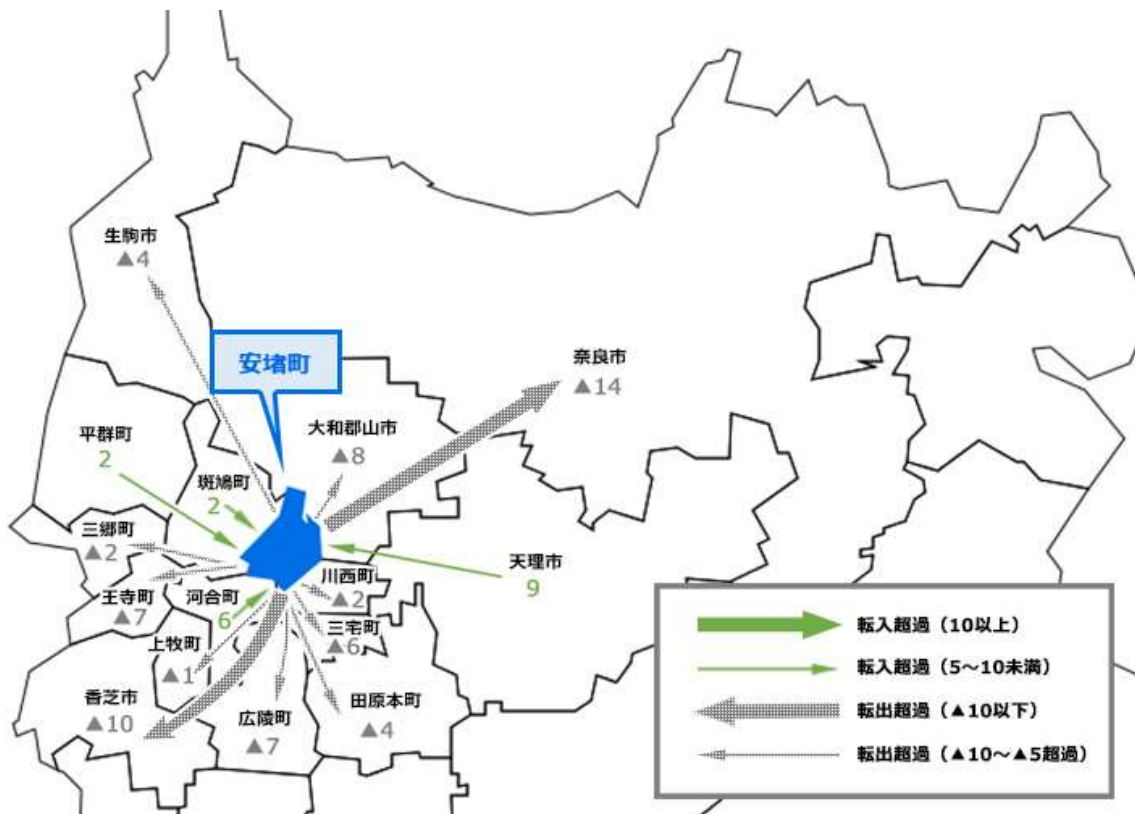 生駒市
▲4
安堵町
奈良市
▲14
大和郡山市
▲8
平群町
2
斑鳩町
2
三郷町
▲2
天理市
9
川西町
▲2
王寺町
▲7
河合町
6
三宅町
▲6
上牧町
▲1
香芝市
▲10
広陵町
▲7
田原本町
▲4
転入超過（10以上）
転入超過（5～10未満）
転出超過（▲10以下）
転出超過（▲10～▲5超過）